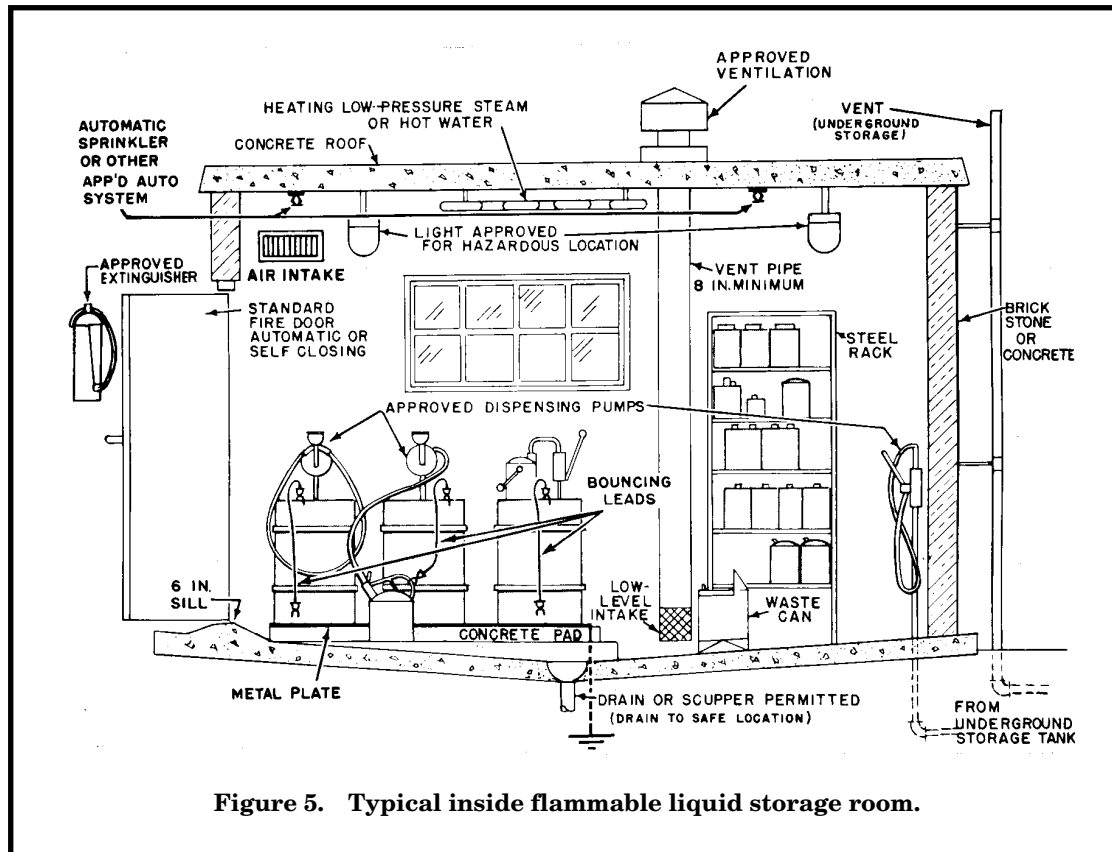 APPROVED
VENTILATION
HEATING LOW-PRESSURE STEAM
OR HOT WATER
VENT
(UNDERGROUND
STORAGE)
AUTOMATIC
SPRINKLER
OR OTHER
APP'D AUTO
SYSTEM
CONCRETE ROOF
LIGHT APPROVED
FOR HAZARDOUS LOCATION
AIR INTAKE
APPROVED
EXTINGUISHER
VENT PIPE
8 IN. MINIMUM
STANDARD
FIRE DOOR
AUTOMATIC OR
SELF CLOSING
STEEL
RACK
BRICK
STONE
OR
CONCRETE
APPROVED DISPENSING PUMPS
BOUNCING
LEADS
6 IN.
SILL
LOW-
LEVEL
INTAKE
WASTE
CAN
CONCRETE PAD
METAL PLATE
DRAIN OR SCUPPER PERMITTED
(DRAIN TO SAFE LOCATION)
FROM
UNDERGROUND
STORAGE TANK
Figure 5. Typical inside flammable liquid storage room.